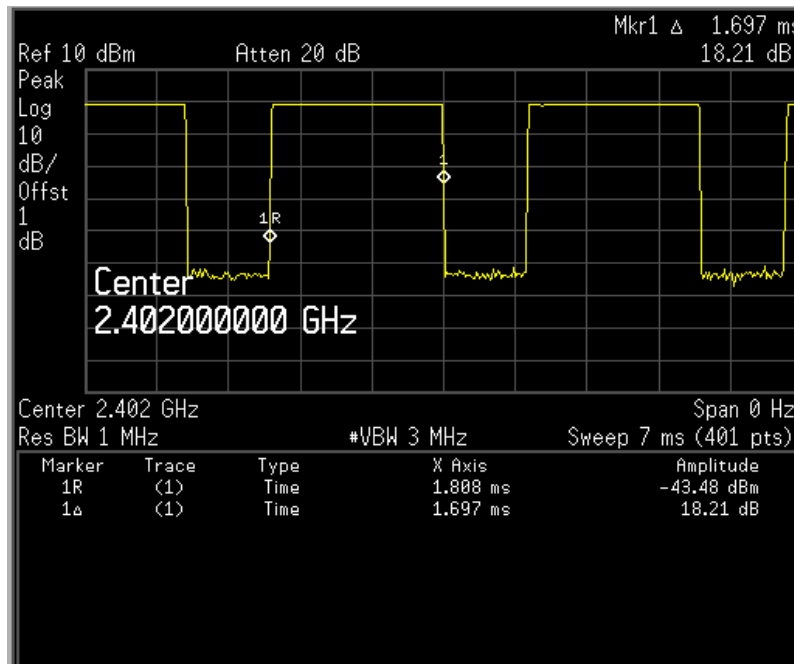 Mkr1 Δ 1.697 ms
Ref 10 dBm Atten 20 dB 18.21 dB
Peak
Log
10
dB/
Offst
1
dB
1
1R
Center
2.402000000 GHz
Center 2.402 GHz Span 0 Hz
Res BW 1 MHz #VBW 3 MHz Sweep 7 ms (401 pts)
Marker Trace Type X Axis Amplitude
1R (1) Time 1.808 ms -43.48 dBm
1Δ (1) Time 1.697 ms 18.21 dB